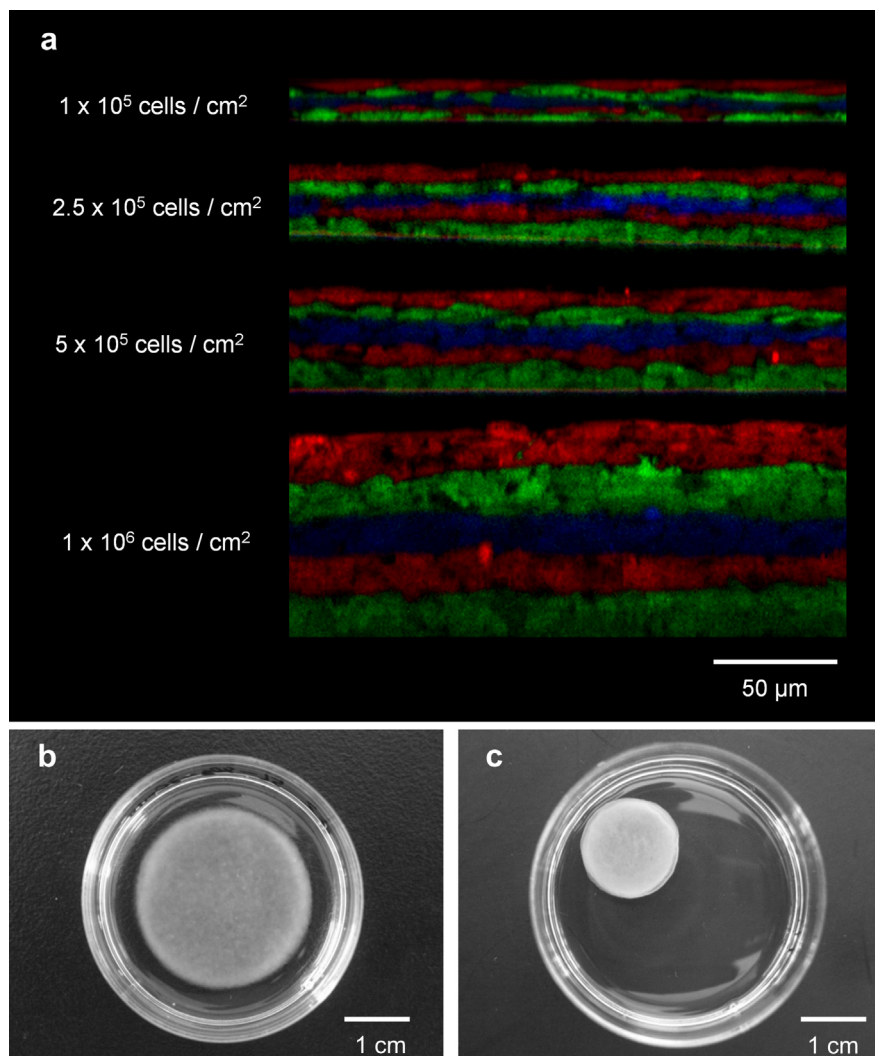 a
1 x 10⁵ cells / cm²
2.5 x 10⁵ cells / cm²
5 x 10⁵ cells / cm²
1 x 10⁶ cells / cm²
50 µm
b
c
1 cm
1 cm